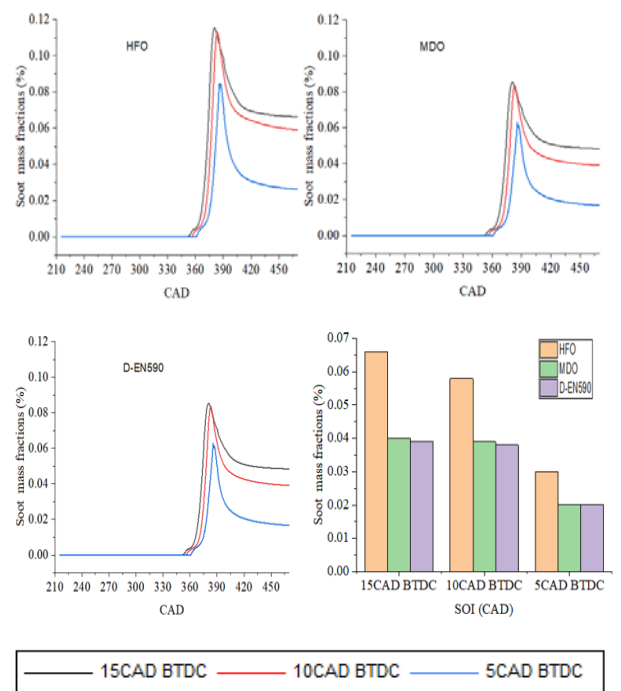 HFO
Soot mass fractions (%)
0.12
0.10
0.08
0.06
0.04
0.02
0.00
210 240 270 300 330 360 390 420 450
CAD
MDO
Soot mass fractions (%)
0.12
0.10
0.08
0.06
0.04
0.02
0.00
210 240 270 300 330 360 390 420 450
CAD
D-EN590
Soot mass fractions (%)
0.12
0.10
0.08
0.06
0.04
0.02
0.00
210 240 270 300 330 360 390 420 450
CAD
HFO
MDO
D-EN590
Soot mass fractions (%)
0.07
0.06
0.05
0.04
0.03
0.02
0.01
0.00
15CAD BTDC 10CAD BTDC 5CAD BTDC
SOI (CAD)
15CAD BTDC 10CAD BTDC 5CAD BTDC